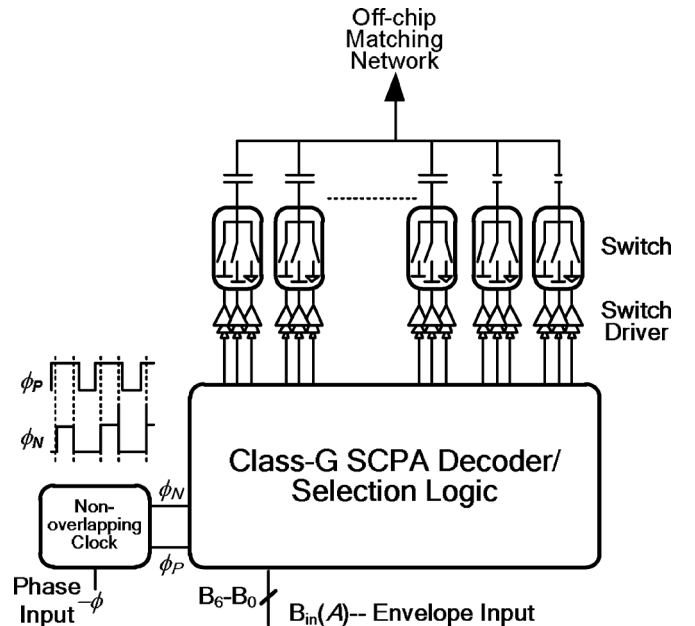 Off-chip
Matching
Network
Switch
Switch
Driver
ϕP
ϕN
Class-G SCPA Decoder/
Selection Logic
Non-
overlapping
Clock
ϕN
ϕP
Phase
Input
-ϕ
B6-B0
Bin(A)-- Envelope Input